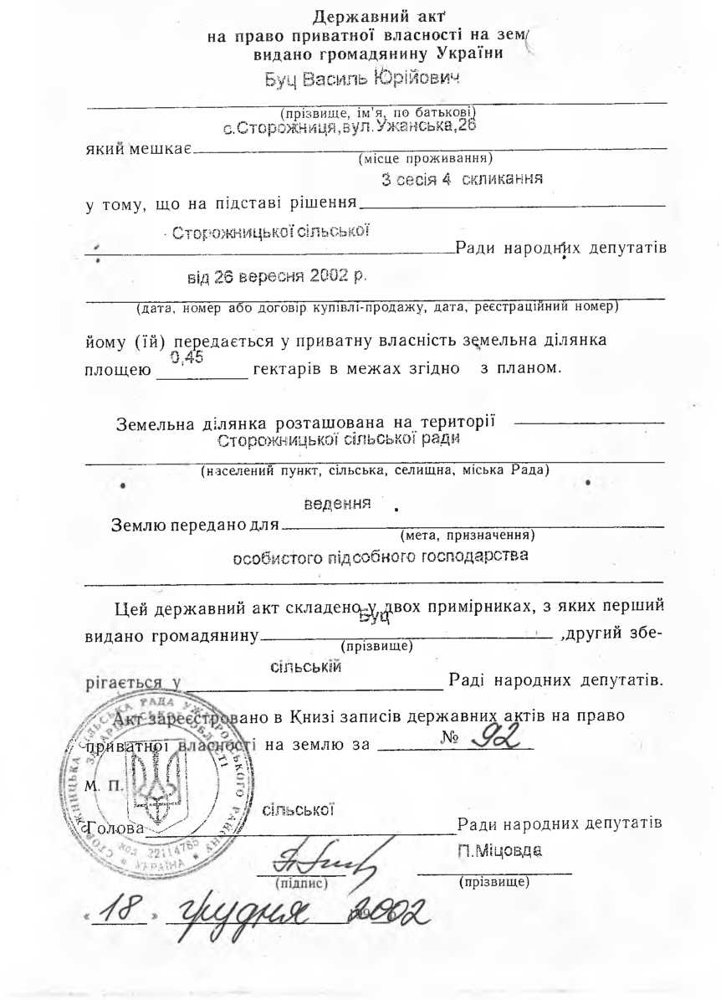 Державний акт
на право приватної власності на зем
видано громадянину України
Буц Василь Юрійович
(прізвище, ім'я, по батькові)
с.Сторожниця,вул.Ужанська,26
який мешкає
(місце проживання)
3 сесія 4 скликання
у тому, що на підставі рішення
Сторожницької сільської
Ради народних депутатів
від 26 вересня 2002 р.
(дата, номер або договір купівлі-продажу, дата, реєстраційний номер)
йому (їй) передається у приватну власність земельна ділянка
0,45
площею гектарів в межах згідно з планом.
Земельна ділянка розташована на території
Сторожницької сільської ради
(населений пункт, сільська, селищна, міська Рада)
ведення
Землю передано для
(мета, призначення)
особистого підсобного господарства
Цей державний акт складено у двох примірниках, з яких перший
Буц
видано громадянину ,другий збе-
(прізвище)
сільській
рігається у Раді народних депутатів.
Акт зареєстровано в Книзі записів державних актів на право
приватної власності на землю за № 92
М. П.
сільської
Голова Ради народних депутатів
П.Міцовда
(підпис) (прізвище)
« 18 » грудня 2002
СТОРОЖНИЦЬКА СІЛЬСЬКА РАДА УЖГОРОДСЬКОГО РАЙОНУ
ЗАКАРПАТСЬКОЇ ОБЛАСТІ
КОД 22114785
* УКРАЇНА *